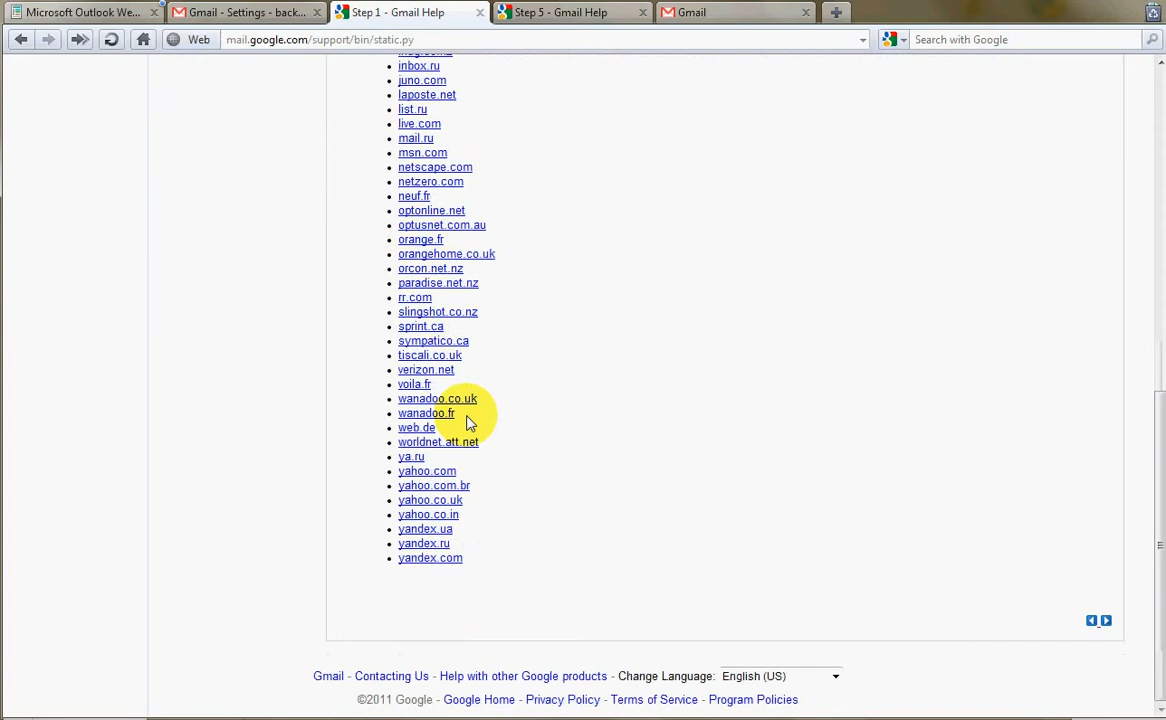 Microsoft Outlook We...
Gmail - Settings - back...
Step 1 - Gmail Help
Step 5 - Gmail Help
Gmail
Web
mail.google.com/support/bin/static.py
Search with Google
inbox.ru
juno.com
laposte.net
list.ru
live.com
mail.ru
msn.com
netscape.com
netzero.com
neuf.fr
optonline.net
optusnet.com.au
orange.fr
orangehome.co.uk
orcon.net.nz
paradise.net.nz
rr.com
slingshot.co.nz
sprint.ca
sympatico.ca
tiscali.co.uk
verizon.net
voila.fr
wanadoo.co.uk
wanadoo.fr
web.de
worldnet.att.net
ya.ru
yahoo.com
yahoo.com.br
yahoo.co.uk
yahoo.co.in
yandex.ua
yandex.ru
yandex.com
Gmail - Contacting Us - Help with other Google products - Change Language: English (US)
©2011 Google - Google Home - Privacy Policy - Terms of Service - Program Policies